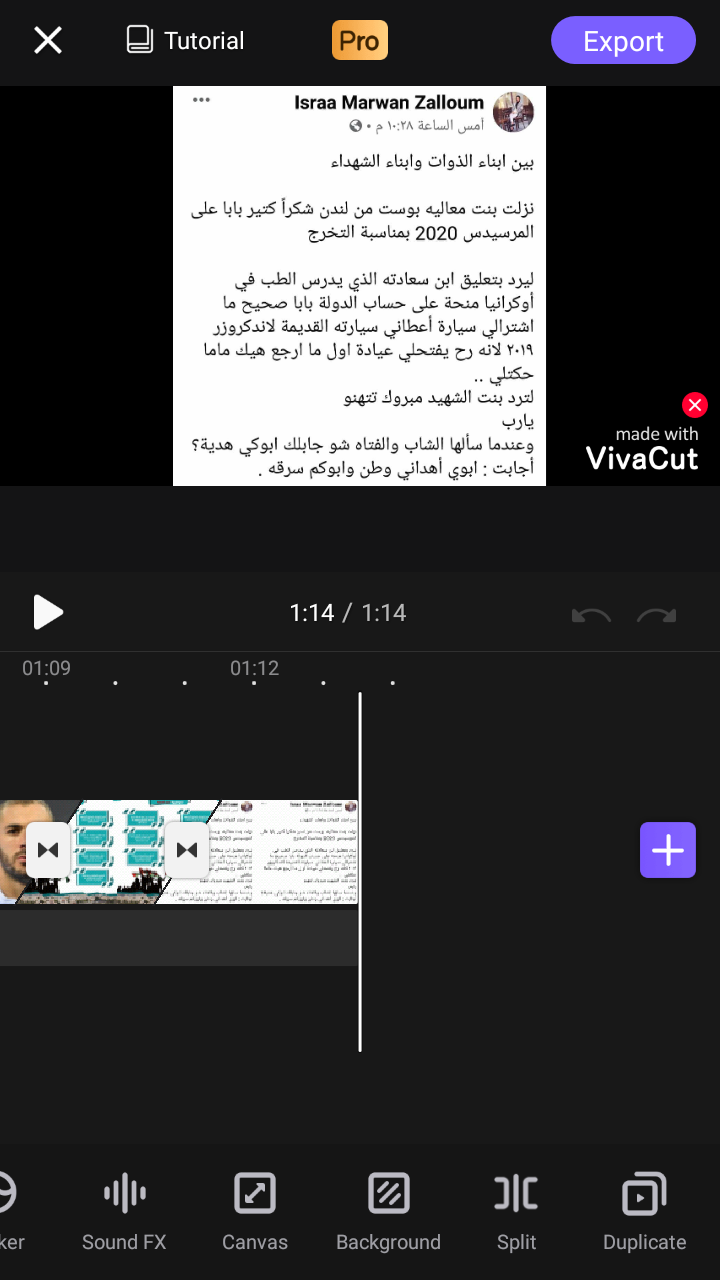 Tutorial
Pro
Export
Israa Marwan Zalloum
أمس الساعة ١٠:٢٨ م •
بين ابناء الذوات وابناء الشهداء
نزلت بنت معاليه بوست من لندن شكراً كتير بابا على
المرسيدس 2020 بمناسبة التخرج
ليرد بتعليق ابن سعادته الذي يدرس الطب في
أوكرانيا منحة على حساب الدولة بابا صحيح ما
اشترالي سيارة أعطاني سيارته القديمة لاندكروزر
٢٠١٩ لانه رح يفتحلي عيادة اول ما ارجع هيك ماما
حكتلي ..
لترد بنت الشهيد مبروك تتهنو
يارب
وعندما سألها الشاب والفتاه شو جابلك ابوكي هدية؟
أجابت : ابوي أهداني وطن وابوكم سرقه .
made with
VivaCut
1:14 / 1:14
01:09
01:12
ker
Sound FX
Canvas
Background
Split
Duplicate